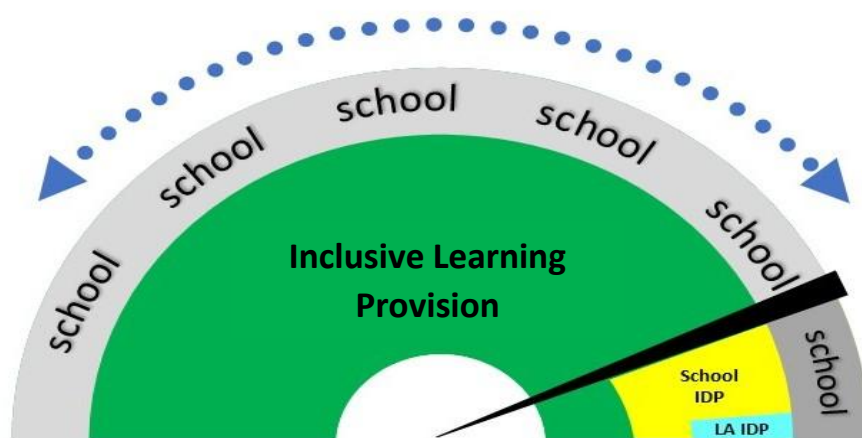 school
school
school
school
school
school
Inclusive Learning
Provision
School
IDP
LA IDP